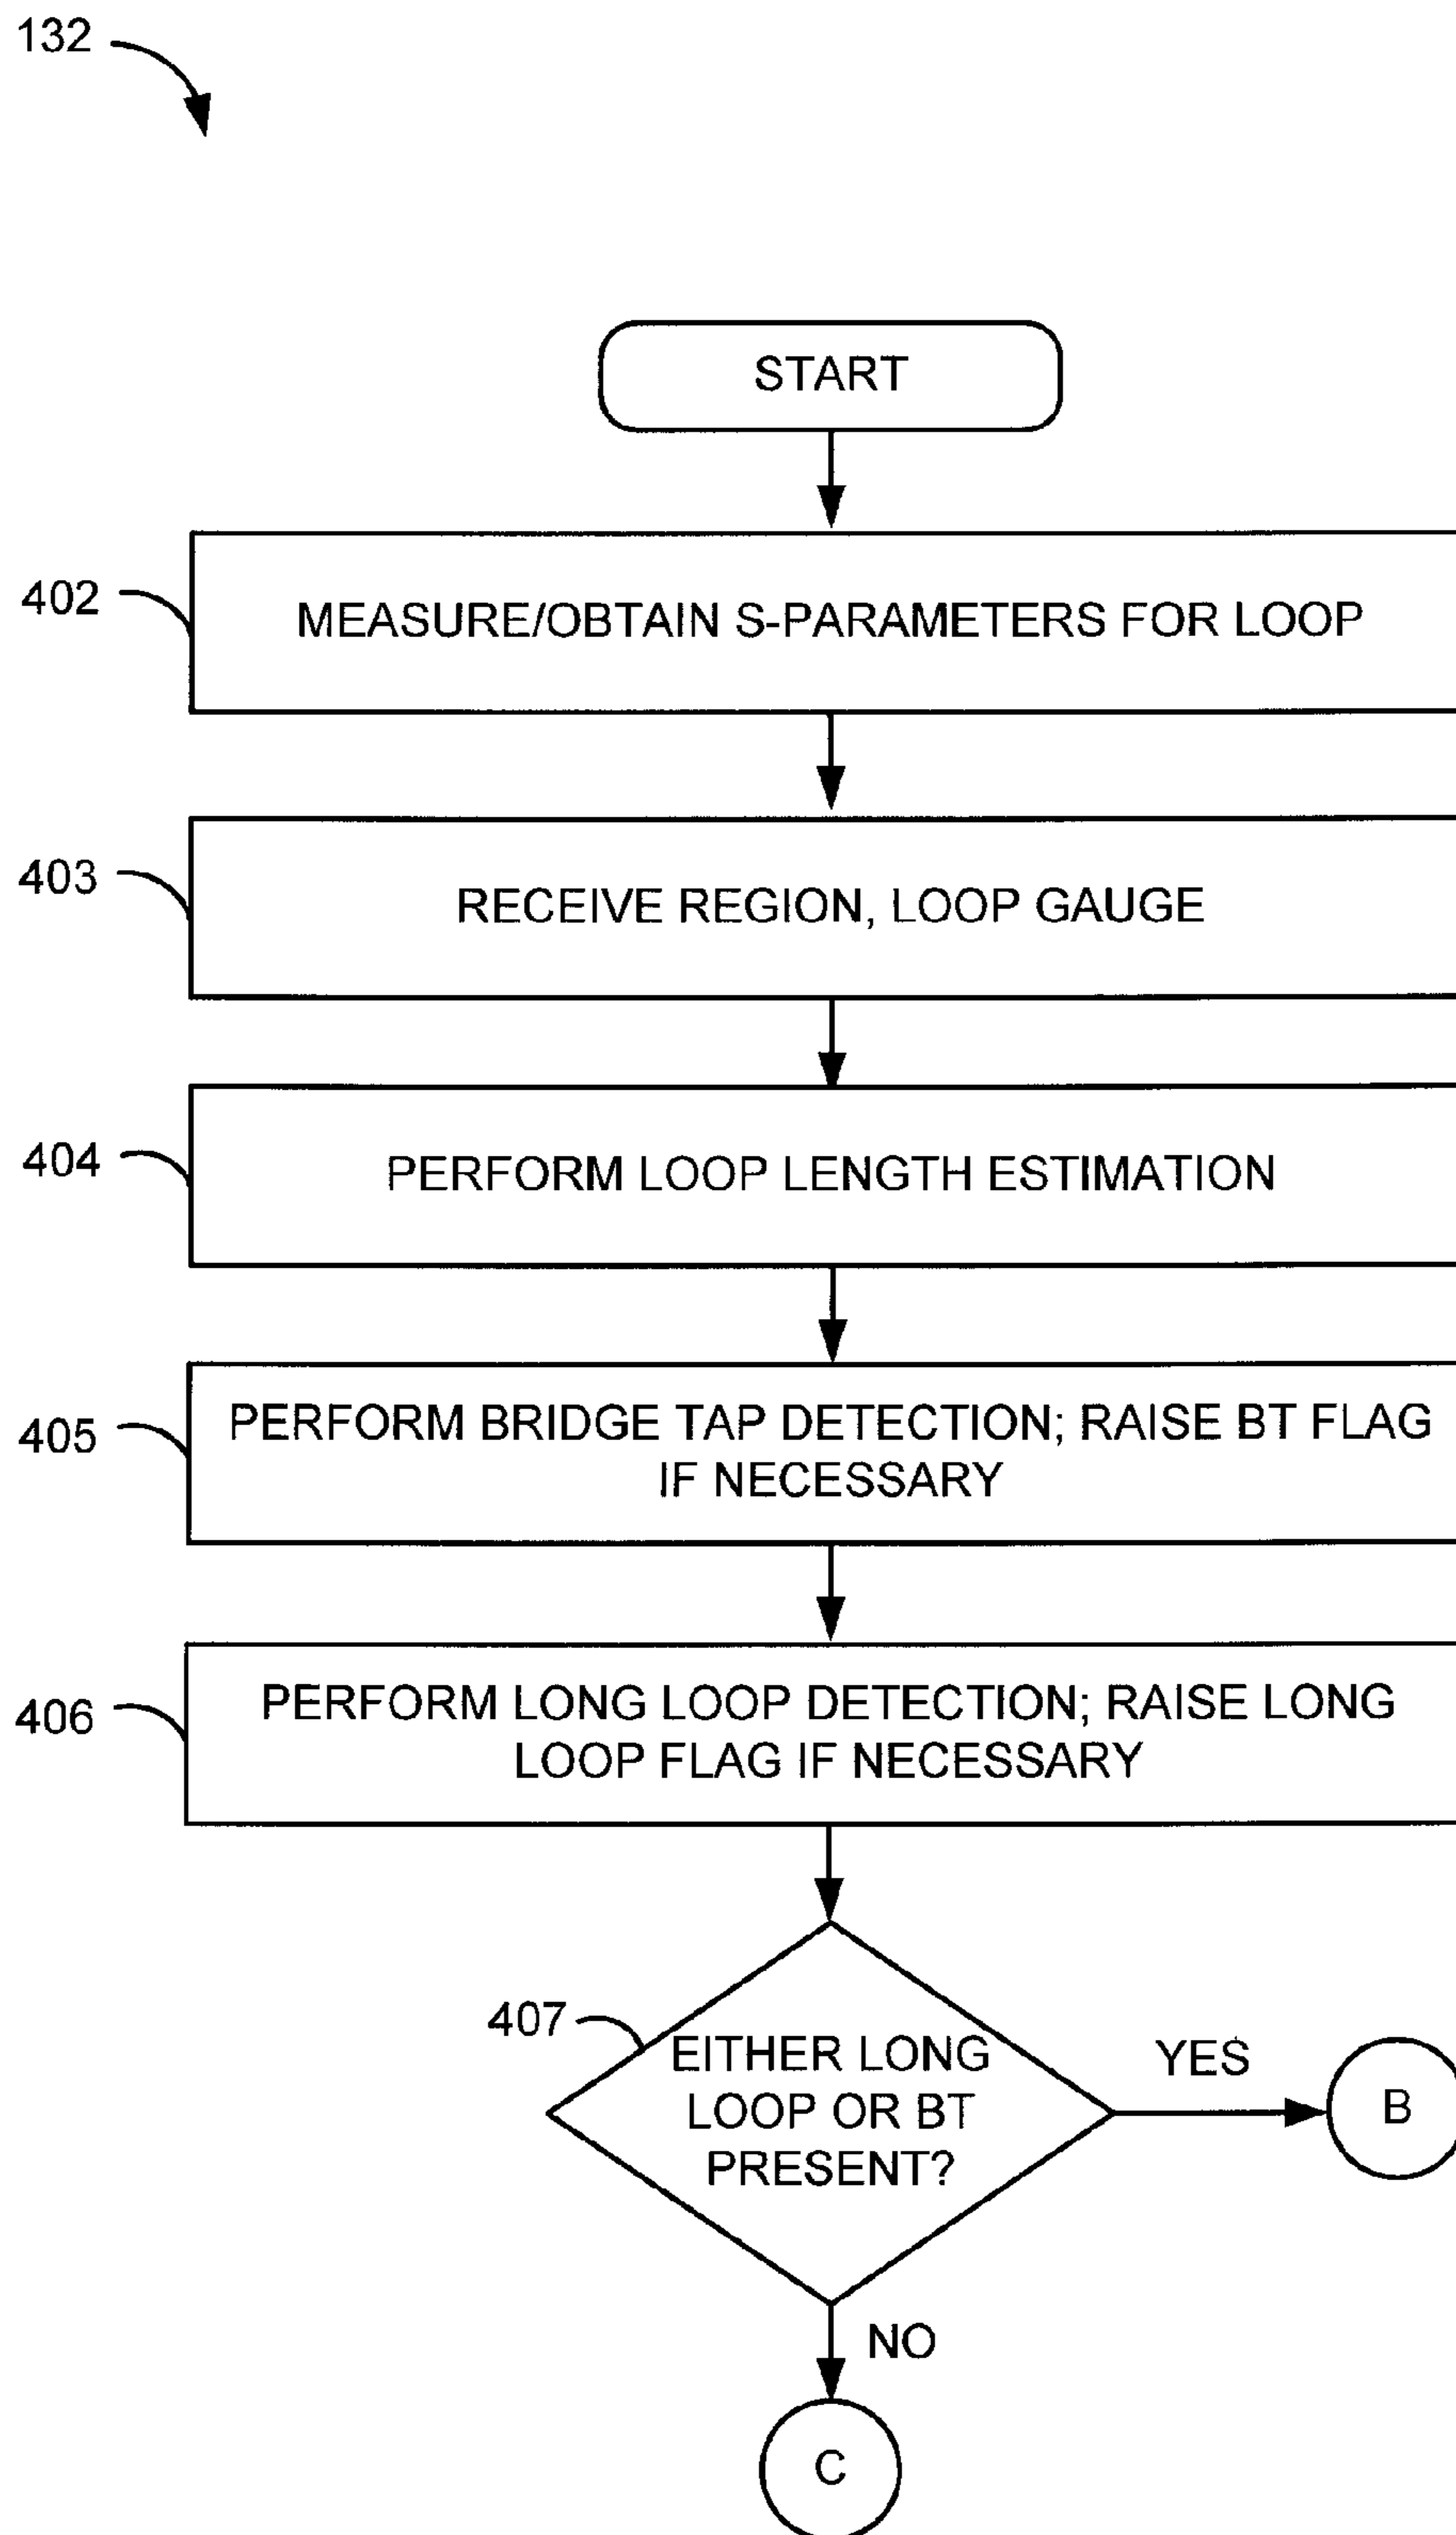 132
START
402
MEASURE/OBTAIN S-PARAMETERS FOR LOOP
403
RECEIVE REGION, LOOP GAUGE
404
PERFORM LOOP LENGTH ESTIMATION
405
PERFORM BRIDGE TAP DETECTION; RAISE BT FLAG
IF NECESSARY
406
PERFORM LONG LOOP DETECTION; RAISE LONG
LOOP FLAG IF NECESSARY
407
EITHER LONG
LOOP OR BT
PRESENT?
YES
B
NO
C